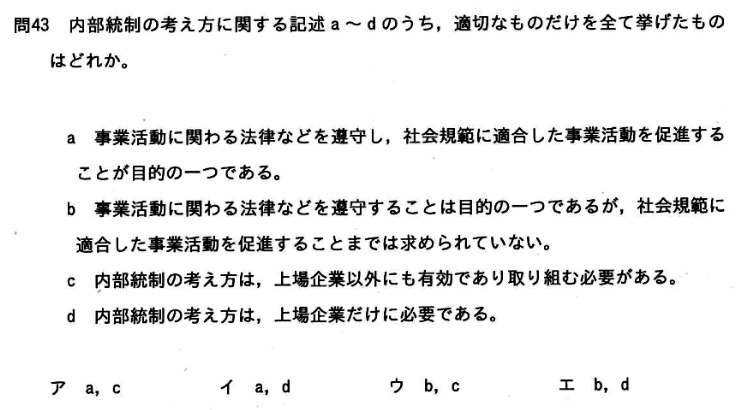 問43　内部統制の考え方に関する記述a～dのうち，適切なものだけを全て挙げたもの
はどれか。
a　事業活動に関わる法律などを遵守し，社会規範に適合した事業活動を促進する
ことが目的の一つである。
b　事業活動に関わる法律などを遵守することは目的の一つであるが，社会規範に
適合した事業活動を促進することまでは求められていない。
c　内部統制の考え方は，上場企業以外にも有効であり取り組む必要がある。
d　内部統制の考え方は，上場企業だけに必要である。
ア　a，c　　イ　a，d　　ウ　b，c　　エ　b，d